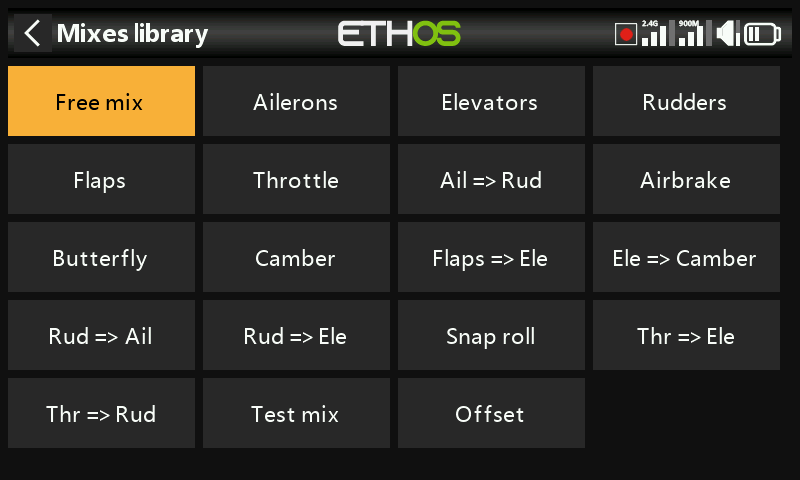 Mixes library
ETHOS
2.4G
900M
Free mix
Ailerons
Elevators
Rudders
Flaps
Throttle
Ail => Rud
Airbrake
Butterfly
Camber
Flaps => Ele
Ele => Camber
Rud => Ail
Rud => Ele
Snap roll
Thr => Ele
Thr => Rud
Test mix
Offset